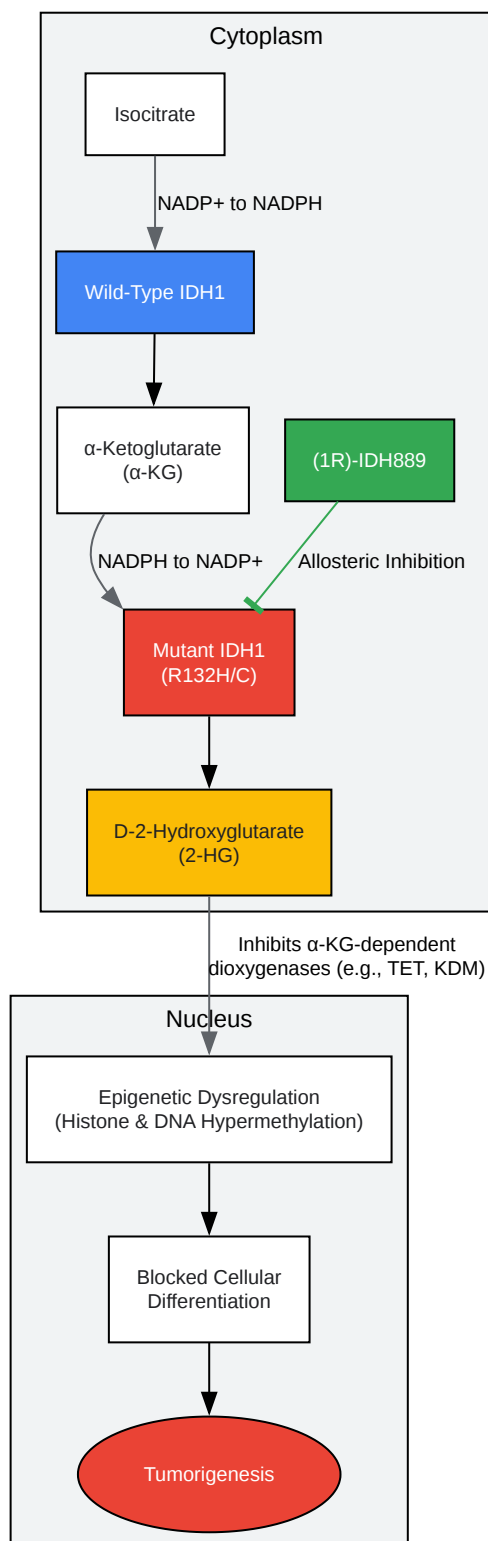 Cytoplasm
Isocitrate
NADP+ to NADPH
Wild-Type IDH1
α-Ketoglutarate
(α-KG)
(1R)-IDH889
NADPH to NADP+
Allosteric Inhibition
Mutant IDH1
(R132H/C)
D-2-Hydroxyglutarate
(2-HG)
Inhibits α-KG-dependent
dioxygenases (e.g., TET, KDM)
Nucleus
Epigenetic Dysregulation
(Histone & DNA Hypermethylation)
Blocked Cellular
Differentiation
Tumorigenesis